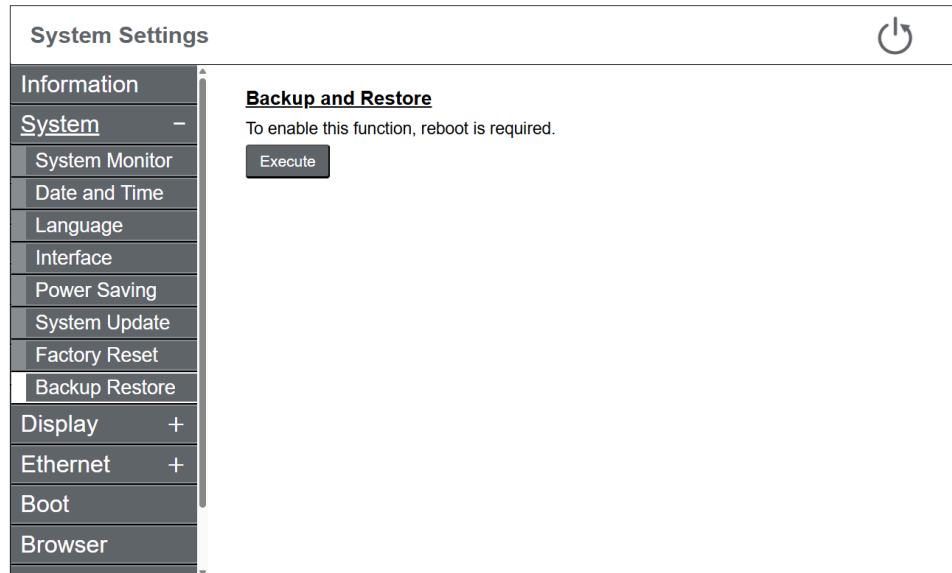 System Settings
Information
System −
System Monitor
Date and Time
Language
Interface
Power Saving
System Update
Factory Reset
Backup Restore
Display +
Ethernet +
Boot
Browser
Backup and Restore
To enable this function, reboot is required.
Execute